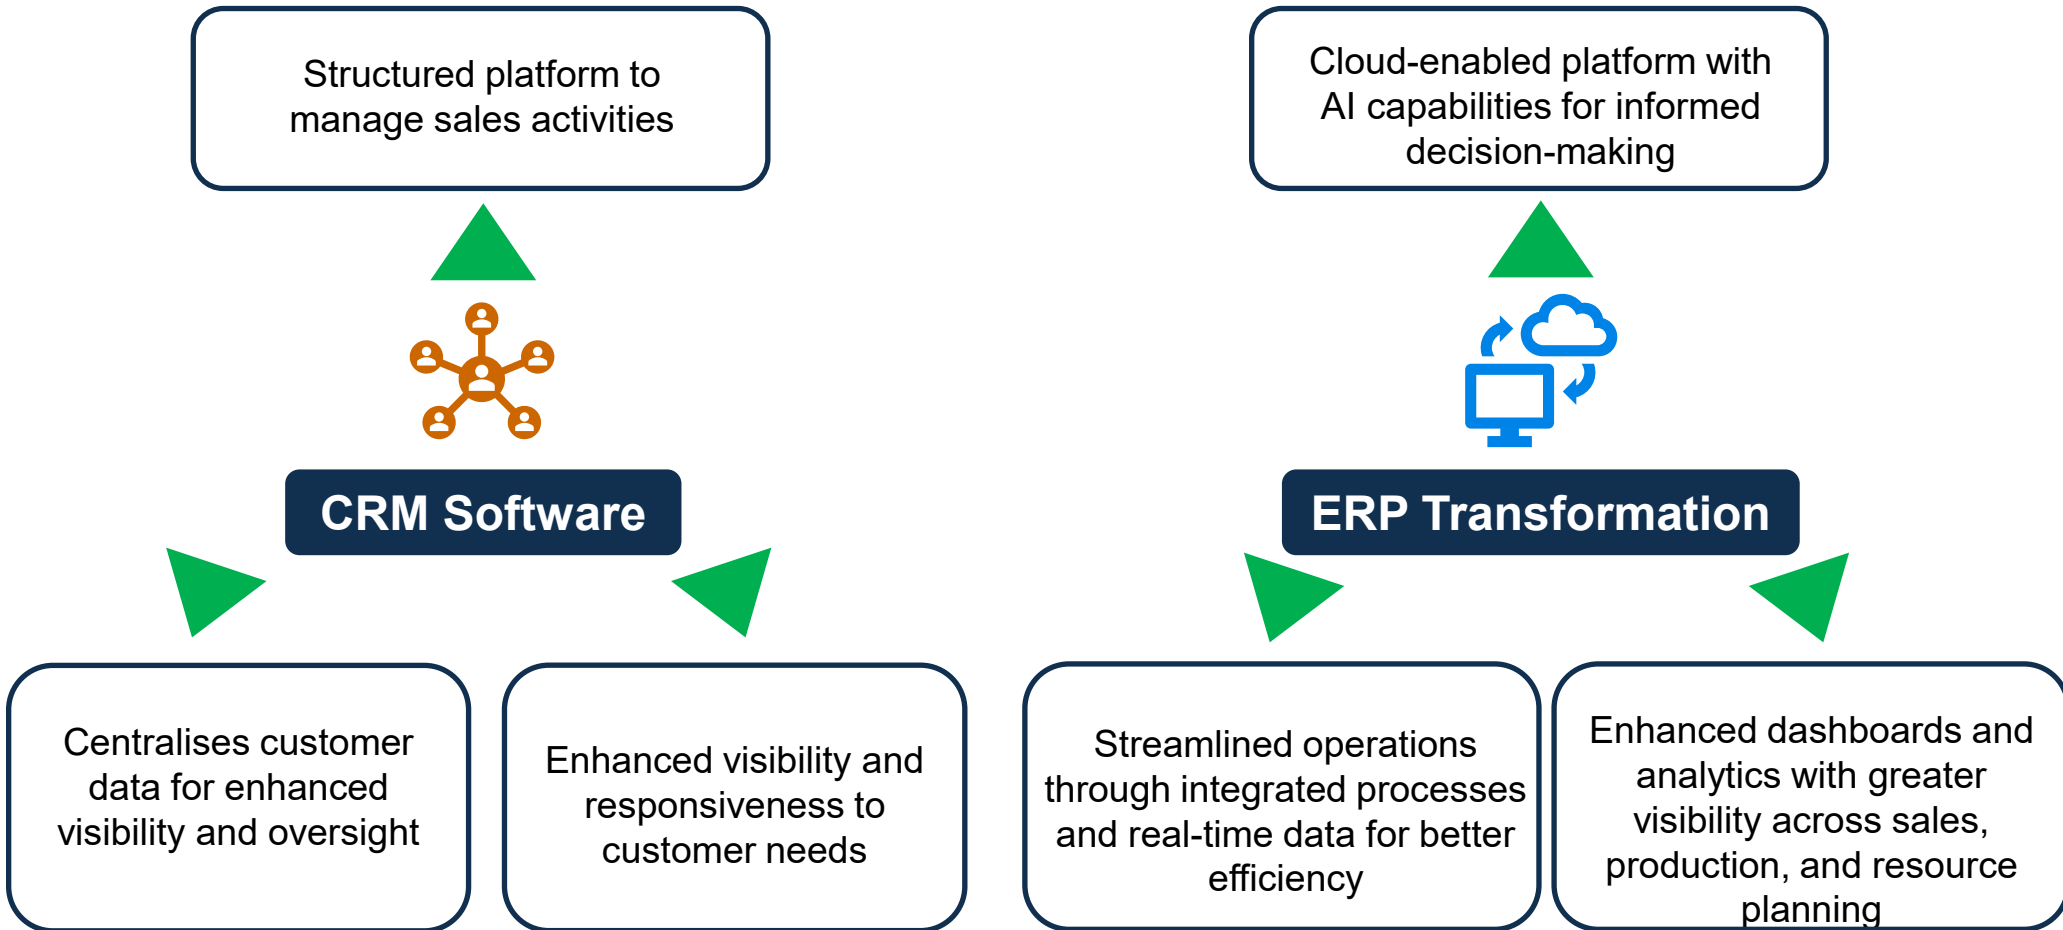 Structured platform to
manage sales activities
Cloud-enabled platform with
AI capabilities for informed
decision-making
CRM Software
ERP Transformation
Centralises customer
data for enhanced
visibility and oversight
Enhanced visibility and
responsiveness to
customer needs
Streamlined operations
through integrated processes
and real-time data for better
efficiency
Enhanced dashboards and
analytics with greater
visibility across sales,
production, and resource
planning